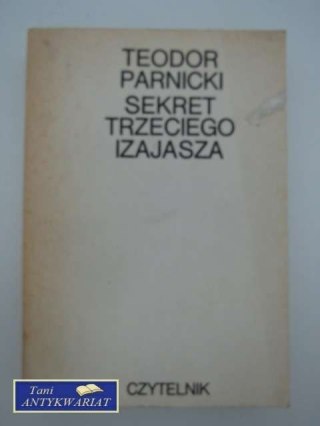 TEODOR
PARNICKI
SEKRET
TRZECIEGO
IZAJASZA
CZYTELNIK
Tani
ANTYKWARIAT